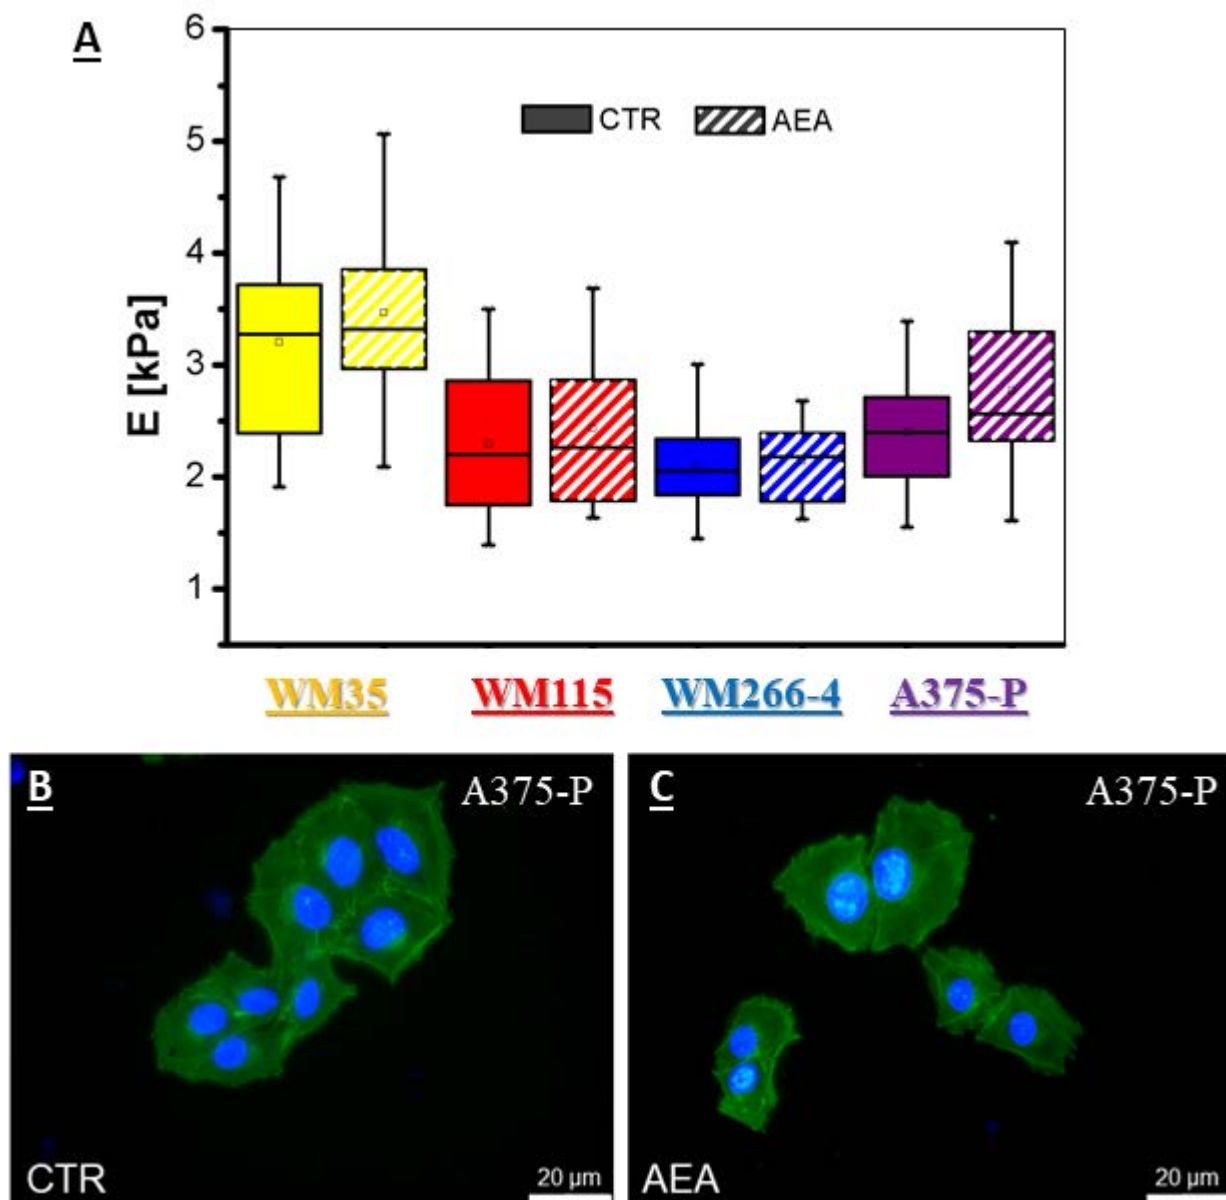 A
6
5
4
3
2
1
E [kPa]
CTR AEA
WM35 WM115 WM266-4 A375-P
B A375-P
CTR 20 µm
C A375-P
AEA 20 µm